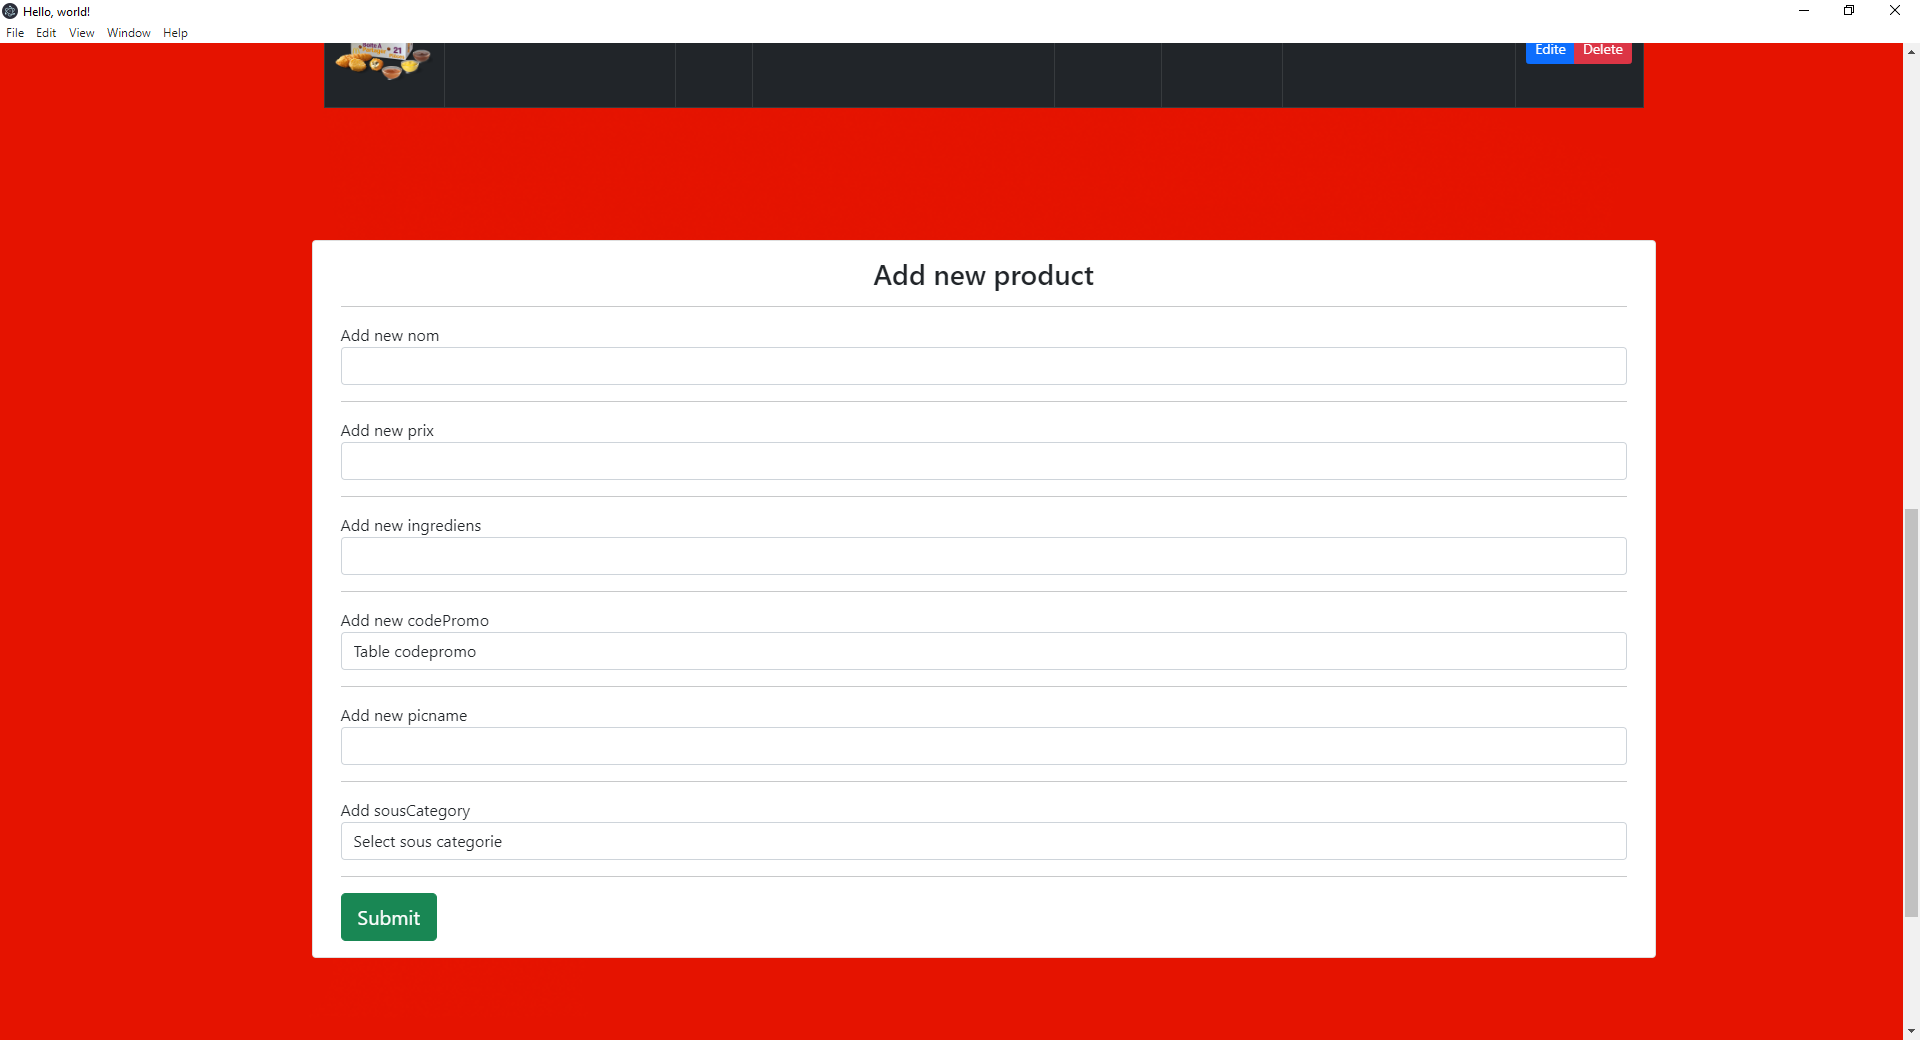 Hello, world!
File Edit View Window Help
21
Edite Delete
Add new product
Add new nom
Add new prix
Add new ingrediens
Add new codePromo
Table codepromo
Add new picname
Add sousCategory
Select sous categorie
Submit